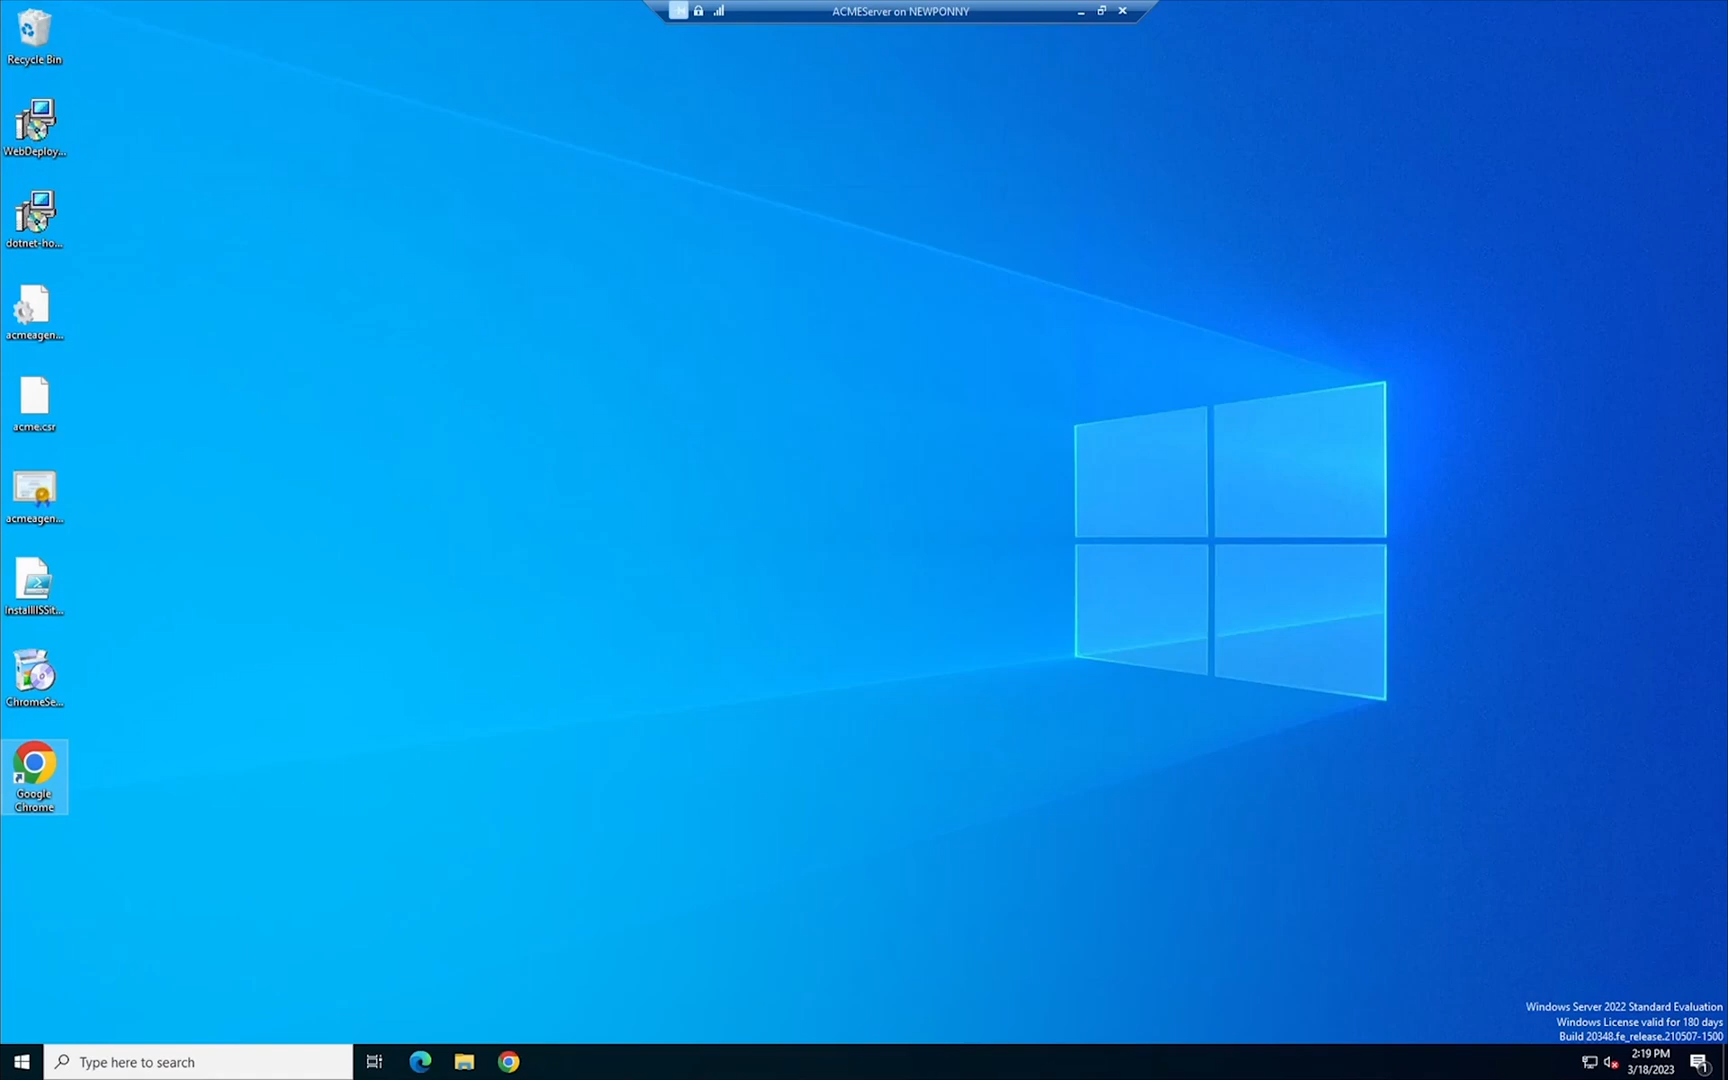 ACMEServer on NEWPONNY
Recycle Bin
WebDeploy...
dotnet-ho...
acmeagen...
acme.csr
acmeagen...
InstallIISSit...
ChromeSe...
Google
Chrome
Windows Server 2022 Standard Evaluation
Windows License valid for 180 days
Build 20348.fe_release.210507-1500
Type here to search
2:19 PM
3/18/2023
1